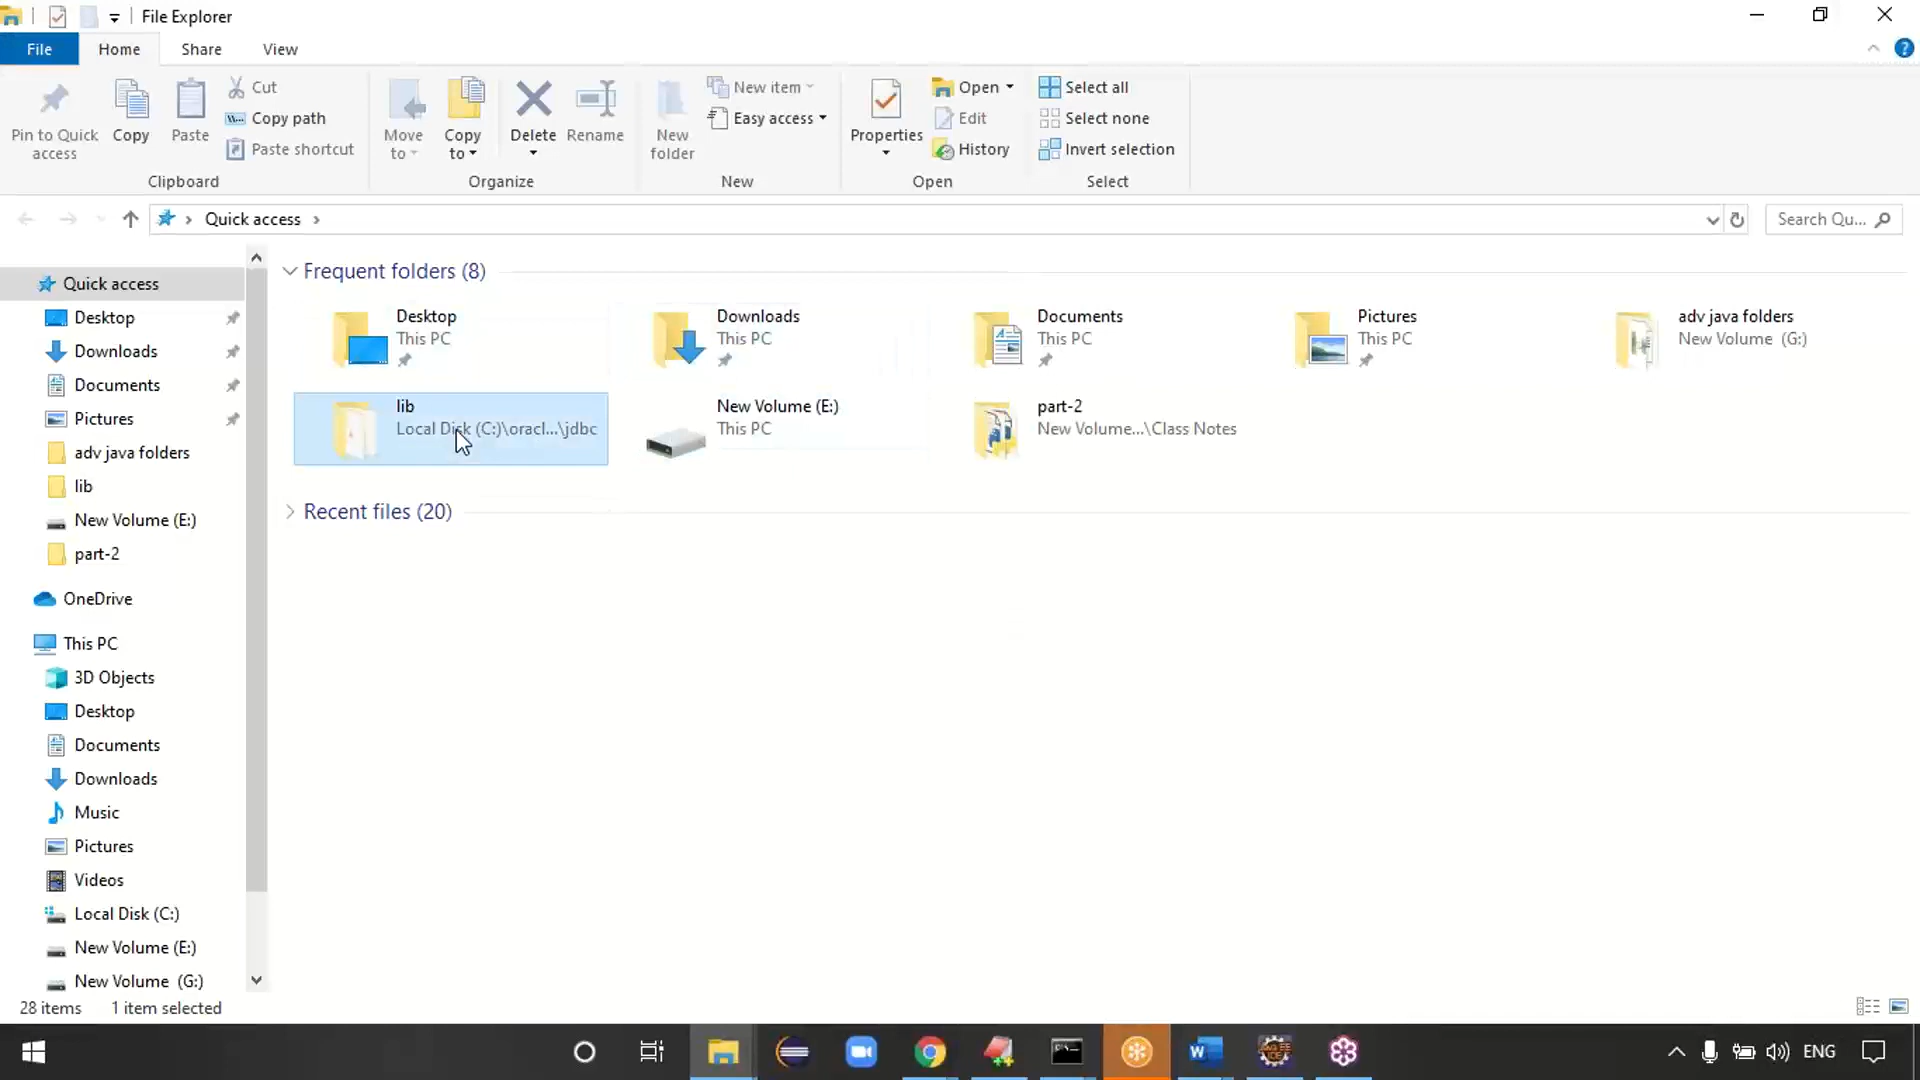 File Explorer
File Home Share View
Pin to Quick access
Copy
Paste
Cut
Copy path
Paste shortcut
Clipboard
Move to
Copy to
Delete
Rename
Organize
New folder
New item
Easy access
New
Properties
Open
Edit
History
Open
Select all
Select none
Invert selection
Select
Quick access
Search Qu...
Quick access
Desktop
Downloads
Documents
Pictures
adv java folders
lib
New Volume (E:)
part-2
OneDrive
This PC
3D Objects
Desktop
Documents
Downloads
Music
Pictures
Videos
Local Disk (C:)
New Volume (E:)
New Volume (G:)
Frequent folders (8)
Desktop
This PC
Downloads
This PC
Documents
This PC
Pictures
This PC
adv java folders
New Volume (G:)
lib
Local Disk (C:)\oracl...\jdbc
New Volume (E:)
This PC
part-2
New Volume...\Class Notes
Recent files (20)
28 items 1 item selected
ENG